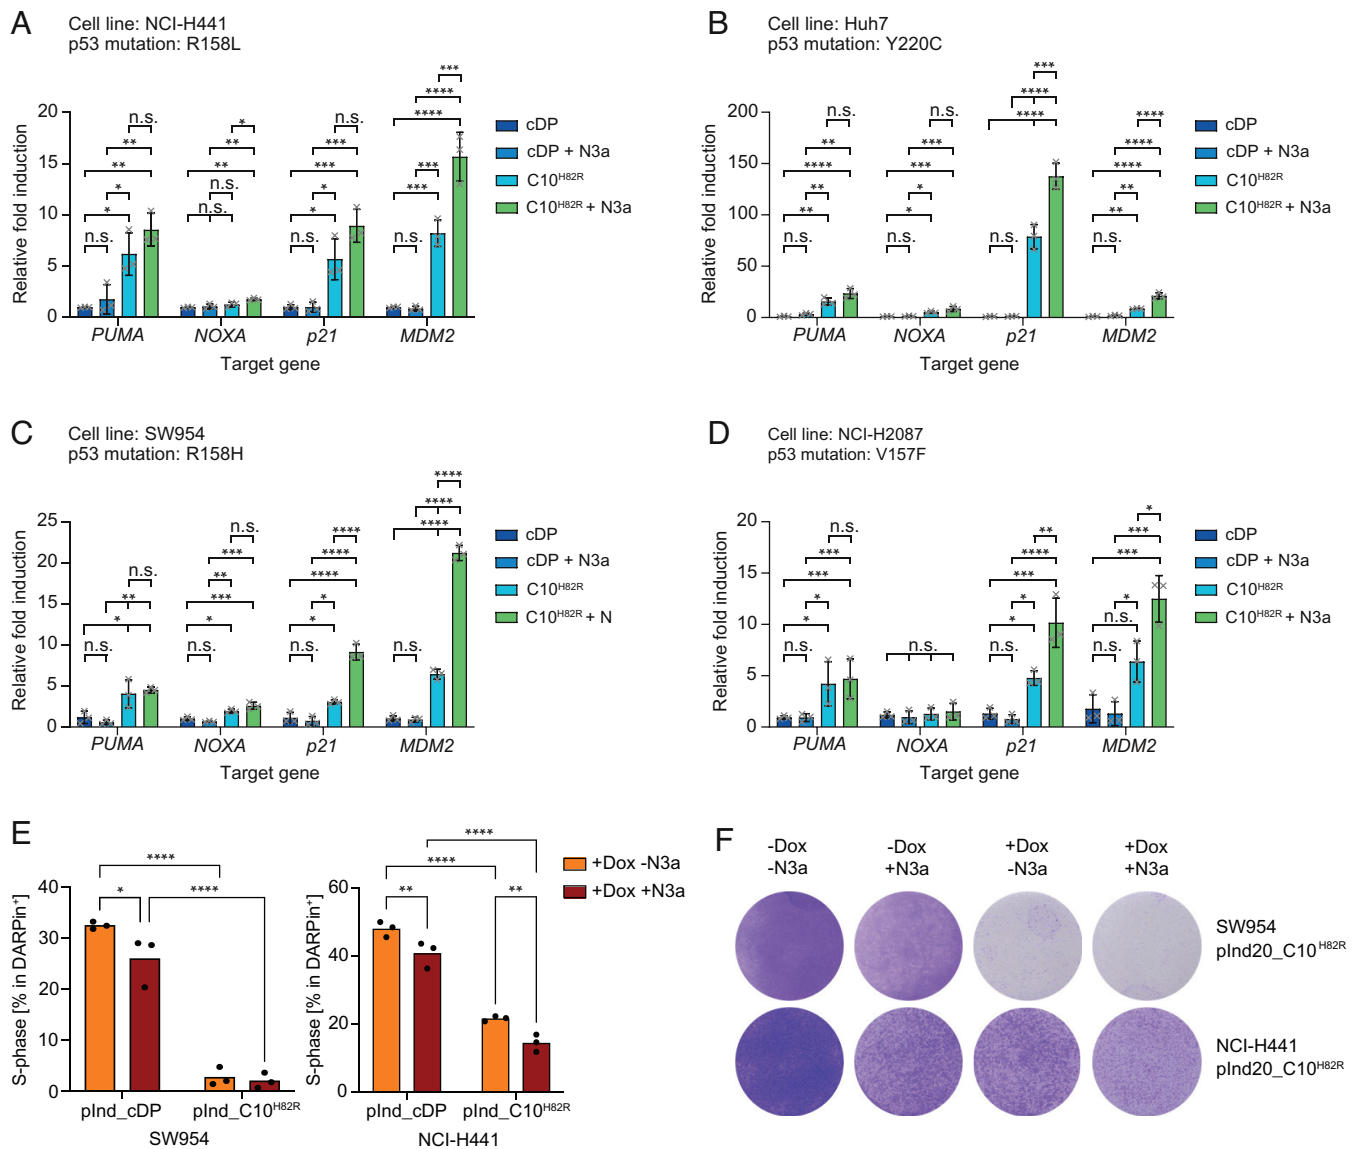 A
Cell line: NCI-H441
p53 mutation: R158L
Relative fold induction
20
15
10
5
0
n.s.
**
**
*
*
n.s.
*
**
**
n.s.
n.s.
n.s.
***
***
*
*
n.s.
***
****
****
***
***
n.s.
PUMA
NOXA
p21
MDM2
Target gene
cDP
cDP + N3a
C10H82R
C10H82R + N3a
B
Cell line: Huh7
p53 mutation: Y220C
Relative fold induction
200
150
100
50
0
n.s.
**
****
**
**
n.s.
n.s.
***
***
*
*
n.s.
***
****
****
n.s.
****
****
****
**
**
n.s.
PUMA
NOXA
p21
MDM2
Target gene
cDP
cDP + N3a
C10H82R
C10H82R + N3a
C
Cell line: SW954
p53 mutation: R158H
Relative fold induction
25
20
15
10
5
0
n.s.
**
*
n.s.
n.s.
***
**
***
*
n.s.
****
****
****
*
*
n.s.
****
****
****
n.s.
PUMA
NOXA
p21
MDM2
Target gene
cDP
cDP + N3a
C10H82R
C10H82R + N
D
Cell line: NCI-H2087
p53 mutation: V157F
Relative fold induction
20
15
10
5
0
n.s.
***
***
*
*
n.s.
n.s.
**
****
***
*
*
n.s.
*
***
***
*
n.s.
PUMA
NOXA
p21
MDM2
Target gene
cDP
cDP + N3a
C10H82R
C10H82R + N3a
E
S-phase [% in DARPin+]
40
30
20
10
0
****
*
****
pInd_cDP
pInd_C10H82R
SW954
S-phase [% in DARPin+]
60
40
20
0
****
****
**
**
pInd_cDP
pInd_C10H82R
NCI-H441
+Dox -N3a
+Dox +N3a
F
-Dox
-N3a
-Dox
+N3a
+Dox
-N3a
+Dox
+N3a
SW954
pInd20_C10H82R
NCI-H441
pInd20_C10H82R